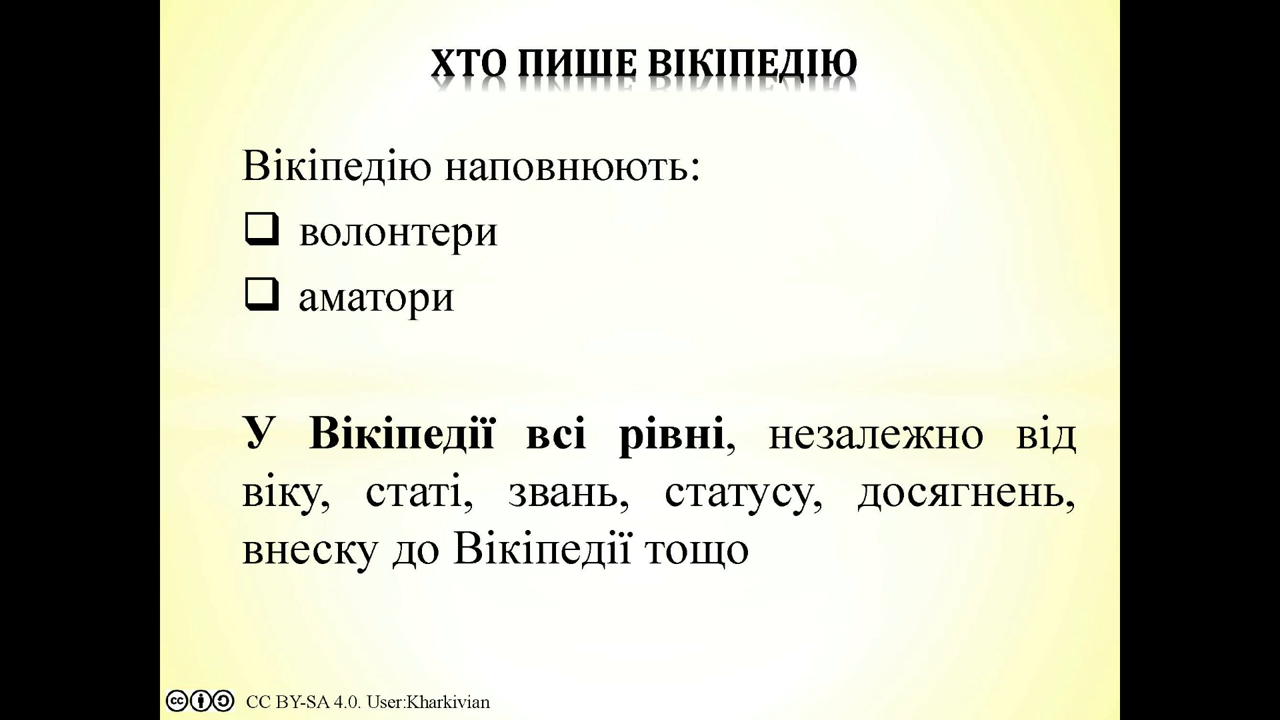 ХТО ПИШЕ ВІКІПЕДІЮ
Вікіпедію наповнюють:
волонтери
аматори
У Вікіпедії всі рівні, незалежно від
віку, статі, звань, статусу, досягнень,
внеску до Вікіпедії тощо
CC BY-SA 4.0. User:Kharkivian